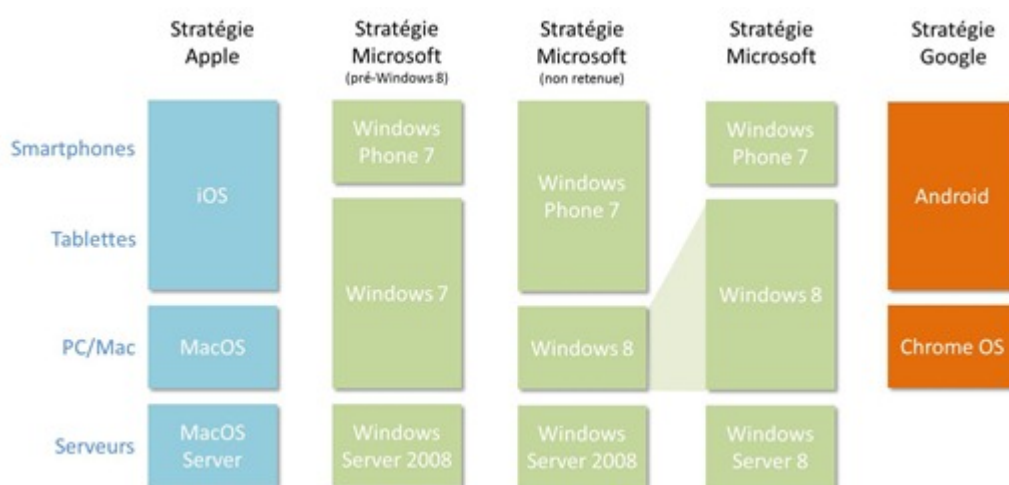 Stratégie
Apple
Stratégie
Microsoft
(pré-Windows 8)
Stratégie
Microsoft
(non retenue)
Stratégie
Microsoft
Stratégie
Google
Smartphones
Tablettes
PC/Mac
Serveurs
iOS
MacOS
MacOS
Server
Windows
Phone 7
Windows 7
Windows
Server 2008
Windows
Phone 7
Windows 8
Windows
Server 2008
Windows
Phone 7
Windows 8
Windows
Server 8
Android
Chrome OS